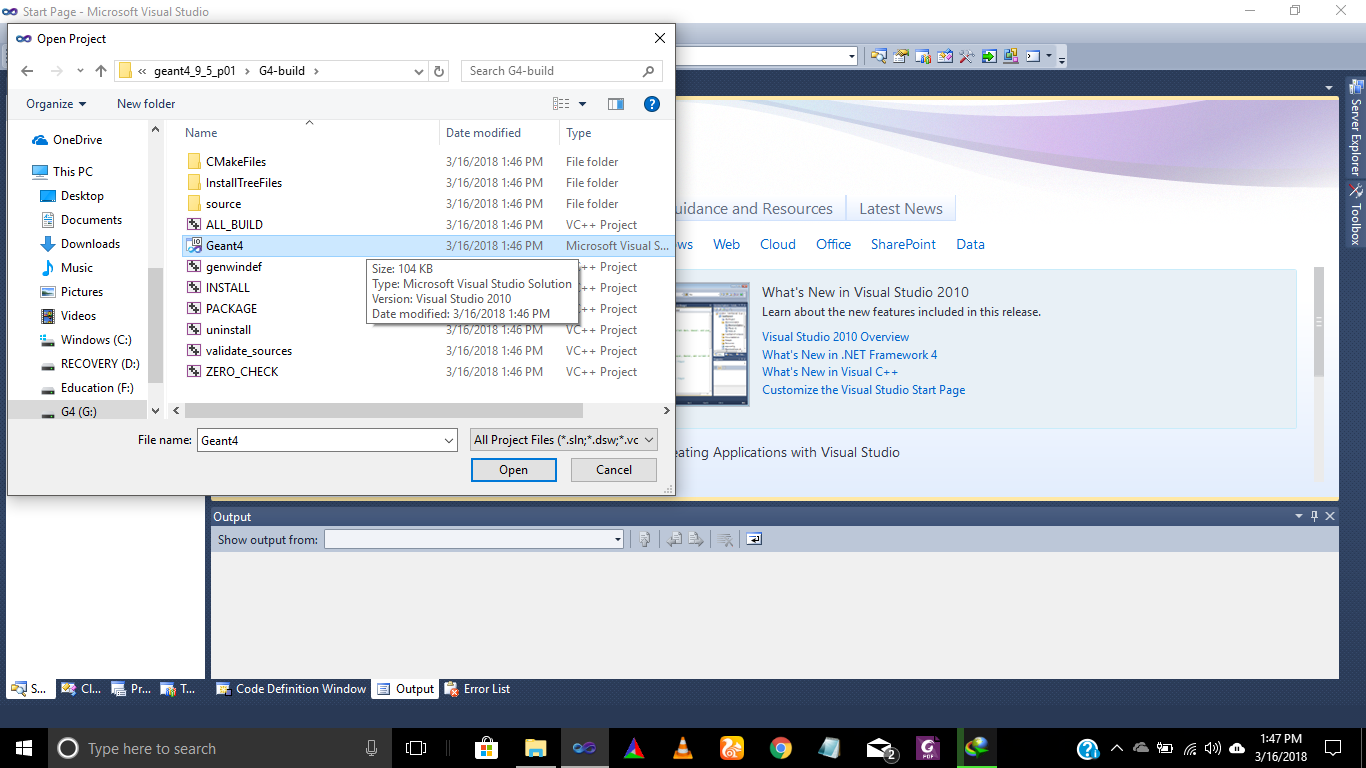 Start Page - Microsoft Visual Studio
Open Project
« geant4_9_5_p01 › G4-build ›
Search G4-build
Organize
New folder
Name
Date modified
Type
OneDrive
This PC
Desktop
Documents
Downloads
Music
Pictures
Videos
Windows (C:)
RECOVERY (D:)
Education (F:)
G4 (G:)
CMakeFiles 3/16/2018 1:46 PM File folder
InstallTreeFiles 3/16/2018 1:46 PM File folder
source 3/16/2018 1:46 PM File folder
ALL_BUILD 3/16/2018 1:46 PM VC++ Project
Geant4 3/16/2018 1:46 PM Microsoft Visual S...
genwindef ++ Project
INSTALL ++ Project
PACKAGE ++ Project
uninstall 3/16/2018 1:46 PM VC++ Project
validate_sources 3/16/2018 1:46 PM VC++ Project
ZERO_CHECK 3/16/2018 1:46 PM VC++ Project
Size: 104 KB
Type: Microsoft Visual Studio Solution
Version: Visual Studio 2010
Date modified: 3/16/2018 1:46 PM
File name: Geant4
All Project Files (*.sln;*.dsw;*.vc
Open
Cancel
uidance and Resources
Latest News
ows Web Cloud Office SharePoint Data
What's New in Visual Studio 2010
Learn about the new features included in this release.
Visual Studio 2010 Overview
What's New in .NET Framework 4
What's New in Visual C++
Customize the Visual Studio Start Page
eating Applications with Visual Studio
Server Explorer
Toolbox
Output
Show output from:
S... Cl... Pr... T...
Code Definition Window
Output
Error List
Type here to search
2
PDF
1:47 PM
3/16/2018